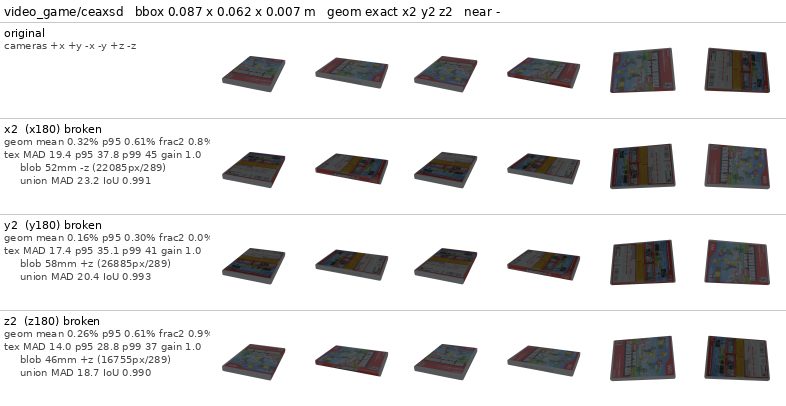 video_game/ceaxsd   bbox 0.087 x 0.062 x 0.007 m   geom exact x2 y2 z2   near -
original
cameras +x +y -x -y +z -z
x2  (x180) broken
geom mean 0.32% p95 0.61% frac2 0.8%
tex MAD 19.4 p95 37.8 p99 45 gain 1.0
blob 52mm -z (22085px/289)
union MAD 23.2 IoU 0.991
y2  (y180) broken
geom mean 0.16% p95 0.30% frac2 0.0%
tex MAD 17.4 p95 35.1 p99 41 gain 1.0
blob 58mm +z (26885px/289)
union MAD 20.4 IoU 0.993
z2  (z180) broken
geom mean 0.26% p95 0.61% frac2 0.9%
tex MAD 14.0 p95 28.8 p99 37 gain 1.0
blob 46mm +z (16755px/289)
union MAD 18.7 IoU 0.990